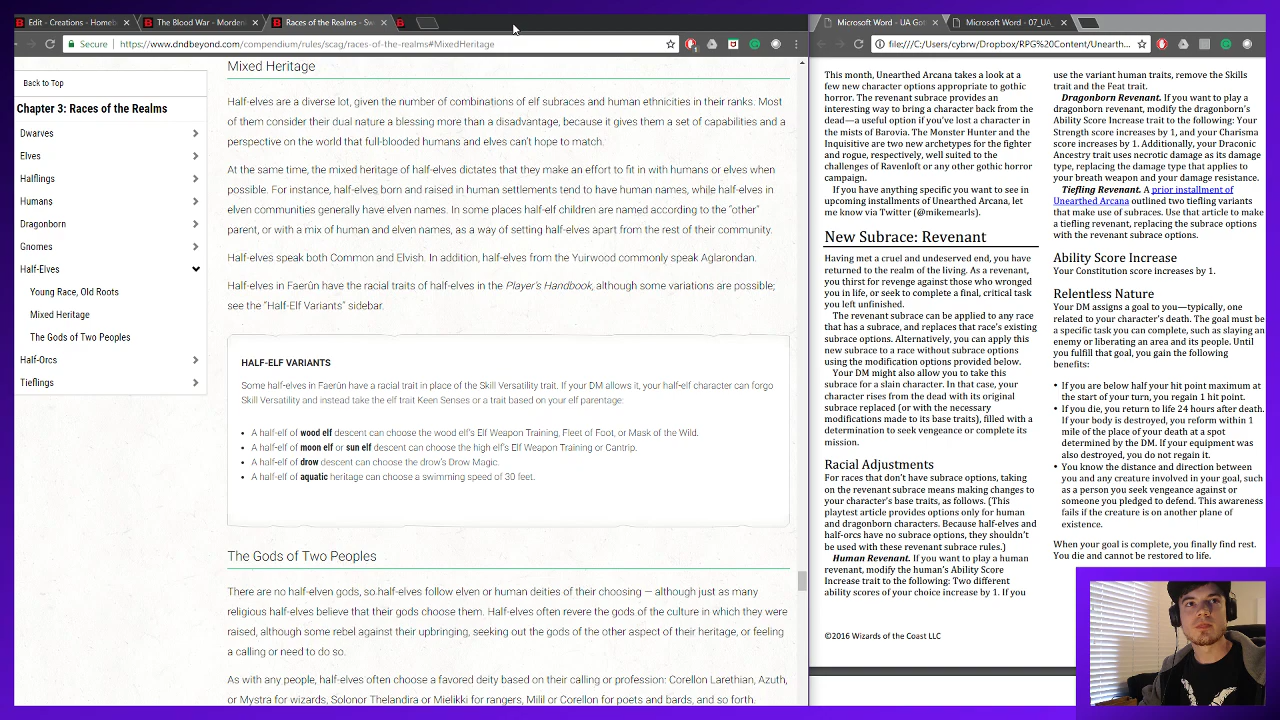 Edit - Creations - Homeb
The Blood War - Morden
Races of the Realms - Sw
Microsoft Word - UA Got
Microsoft Word - 07_UA_
Secure
https://www.dndbeyond.com/compendium/rules/scag/races-of-the-realms#MixedHeritage
file:///C:/Users/cybrw/Dropbox/RPG%20Content/Unearth...
Back to Top
Chapter 3: Races of the Realms
Dwarves
Elves
Halflings
Humans
Dragonborn
Gnomes
Half-Elves
Young Race, Old Roots
Mixed Heritage
The Gods of Two Peoples
Half-Orcs
Tieflings
Mixed Heritage
Half-elves are a diverse lot, given the number of combinations of elf subraces and human ethnicities in their ranks. Most
of them consider their dual nature a blessing more than a disadvantage, because it gives them a set of capabilities and a
perspective on the world that full-blooded humans and elves can't hope to match.
At the same time, the mixed heritage of half-elves dictates that they make an effort to fit in with humans or elves when
possible. For instance, half-elves born and raised in human settlements tend to have human names, while half-elves in
elven communities generally have elven names. In some places half-elf children are named according to the "other"
parent, or with a mix of human and elven names, as a way of setting half-elves apart from the rest of their community.
Half-elves speak both Common and Elvish. In addition, half-elves from the Yuirwood commonly speak Aglarondan.
Half-elves in Faerûn have the racial traits of half-elves in the Player's Handbook, although some variations are possible;
see the "Half-Elf Variants" sidebar.
HALF-ELF VARIANTS
Some half-elves in Faerûn have a racial trait in place of the Skill Versatility trait. If your DM allows it, your half-elf character can forgo
Skill Versatility and instead take the elf trait Keen Senses or a trait based on your elf parentage:
• A half-elf of wood elf descent can choose the wood elf's Elf Weapon Training, Fleet of Foot, or Mask of the Wild.
• A half-elf of moon elf or sun elf descent can choose the high elf's Elf Weapon Training or Cantrip.
• A half-elf of drow descent can choose the drow's Drow Magic.
• A half-elf of aquatic heritage can choose a swimming speed of 30 feet.
The Gods of Two Peoples
There are no half-elven gods, so half-elves follow elven or human deities of their choosing — although just as many
religious half-elves believe that their gods choose them. Half-elves often revere the gods of the culture in which they were
raised, although some rebel against their upbringing, seeking out the gods of the other aspect of their heritage, or feeling
a calling or need to do so.
As with any people, half-elves often choose a favored deity based on their calling or profession: Corellon Larethian, Azuth,
or Mystra for wizards, Solonor Thelandira or Mielikki for rangers, Milil or Corellon for poets and bards, and so forth.
This month, Unearthed Arcana takes a look at a
few new character options appropriate to gothic
horror. The revenant subrace provides an
interesting way to bring a character back from the
dead—a useful option if you've lost a character in
the mists of Barovia. The Monster Hunter and the
Inquisitive are two new archetypes for the fighter
and rogue, respectively, well suited to the
challenges of Ravenloft or any other gothic horror
campaign.
If you have anything specific you want to see in
upcoming installments of Unearthed Arcana, let
me know via Twitter (@mikemearls).
New Subrace: Revenant
Having met a cruel and undeserved end, you have
returned to the realm of the living. As a revenant,
you thirst for revenge against those who wronged
you in life, or seek to complete a final, critical task
you left unfinished.
The revenant subrace can be applied to any race
that has a subrace, and replaces that race's existing
subrace options. Alternatively, you can apply this
new subrace to a race without subrace options
using the modification options provided below.
Your DM might also allow you to take this
subrace for a slain character. In that case, your
character rises from the dead with its original
subrace replaced (or with the necessary
modifications made to its base traits), filled with a
determination to seek vengeance or complete its
mission.
Racial Adjustments
For races that don't have subrace options, taking
on the revenant subrace means making changes to
your character's base traits, as follows. (This
playtest article provides options only for human
and dragonborn characters. Because half-elves and
half-orcs have no subrace options, they shouldn't
be used with these revenant subrace rules.)
Human Revenant. If you want to play a human
revenant, modify the human's Ability Score
Increase trait to the following: Two different
ability scores of your choice increase by 1. If you
©2016 Wizards of the Coast LLC
use the variant human traits, remove the Skills
trait and the Feat trait.
Dragonborn Revenant. If you want to play a
dragonborn revenant, modify the dragonborn's
Ability Score Increase trait to the following: Your
Strength score increases by 1, and your Charisma
score increases by 1. Additionally, your Draconic
Ancestry trait uses necrotic damage as its damage
type, replacing the damage type that applies to
your breath weapon and your damage resistance.
Tiefling Revenant. A prior installment of
Unearthed Arcana outlined two tiefling variants
that make use of subraces. Use that article to make
a tiefling revenant, replacing the subrace options
with the revenant subrace options.
Ability Score Increase
Your Constitution score increases by 1.
Relentless Nature
Your DM assigns a goal to you—typically, one
related to your character's death. The goal must be
a specific task you can complete, such as slaying an
enemy or liberating an area and its people. Until
you fulfill that goal, you gain the following
benefits:
• If you are below half your hit point maximum at
the start of your turn, you regain 1 hit point.
• If you die, you return to life 24 hours after death.
If your body is destroyed, you reform within 1
mile of the place of your death at a spot
determined by the DM. If your equipment was
also destroyed, you do not regain it.
• You know the distance and direction between
you and any creature involved in your goal, such
as a person you seek vengeance against or
someone you pledged to defend. This awareness
fails if the creature is on another plane of
existence.
When your goal is complete, you finally find rest.
You die and cannot be restored to life.